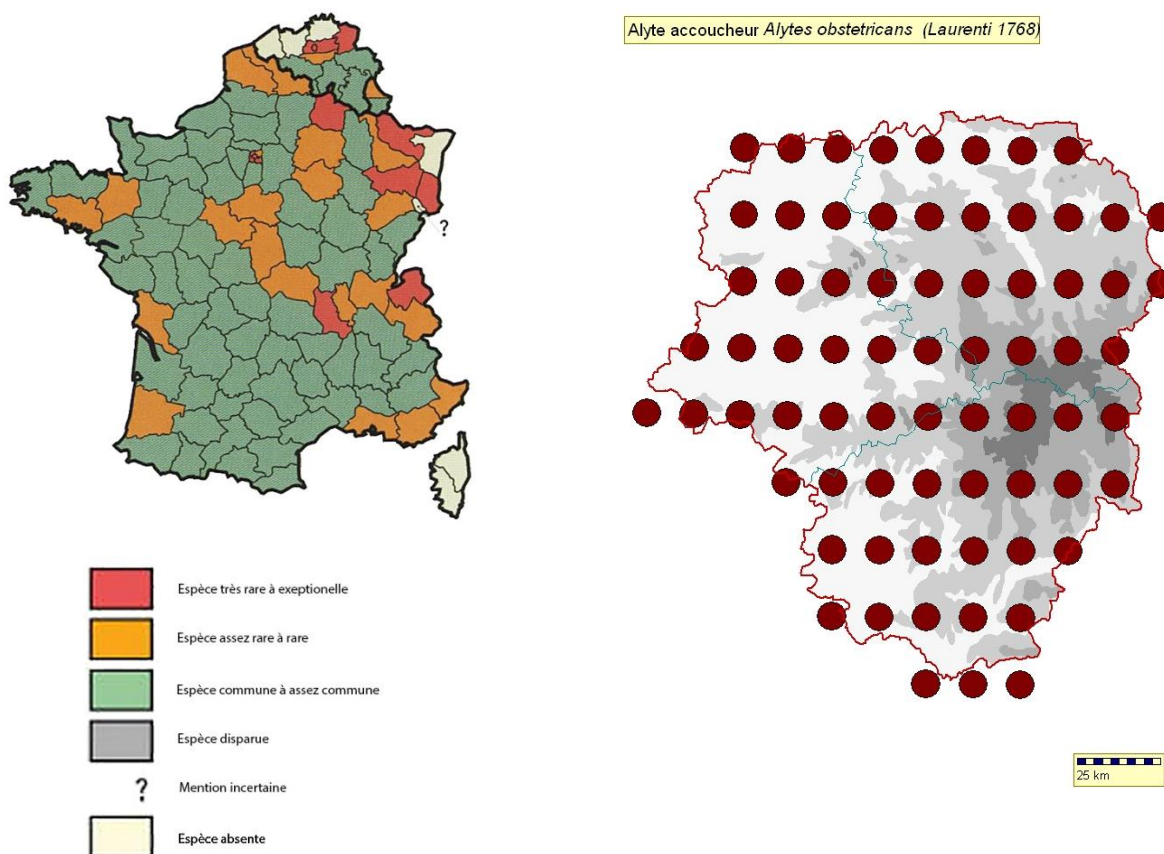 Alyte accoucheur Alytes obstetricans (Laurenti 1768)
?
Espèce très rare à exeptionelle
Espèce assez rare à rare
Espèce commune à assez commune
Espèce disparue
? Mention incertaine
Espèce absente
25 km